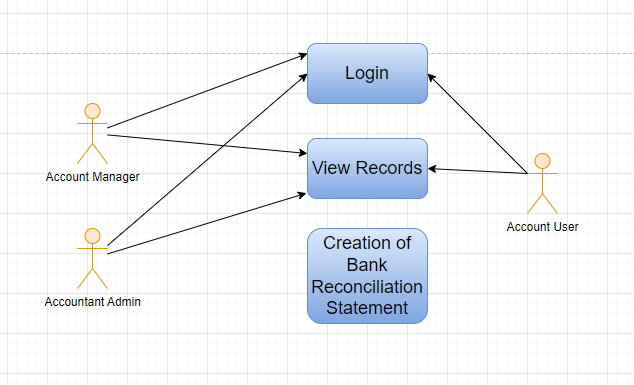 Login
Account Manager
View Records
Account User
Creation of
Bank
Reconciliation
Statement
Accountant Admin